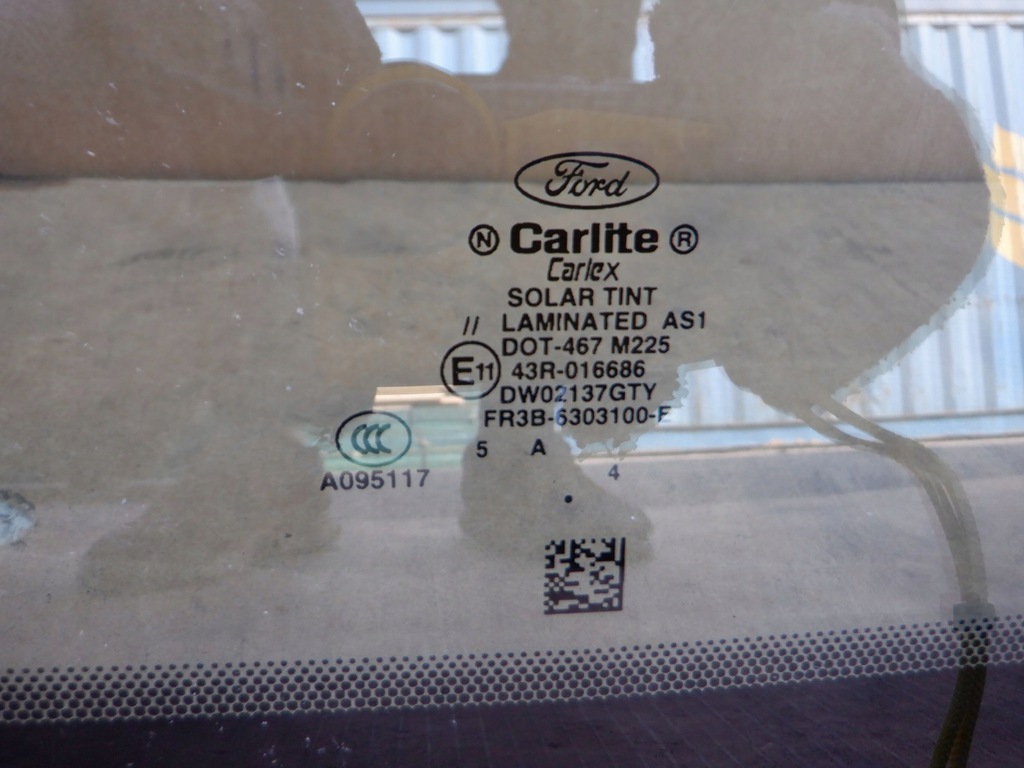 Ford
N Carlite R
Carlex
SOLAR TINT
// LAMINATED AS1
DOT-467 M225
E11 43R-016686
DW02137GTY
FR3B-6303100-E
CCC 5 A
A095117 4